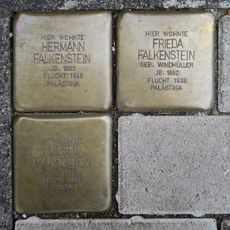 HIER WOHNTE
HERMANN
FALKENSTEIN
JG. 1883
FLUCHT 1938
PALÄSTINA
HIER WOHNTE
FRIEDA
FALKENSTEIN
GEB. WINDMÜLLER
JG. 1892
FLUCHT 1938
PALÄSTINA
HIER WOHNTE
FALKENSTEIN
PALÄSTINA